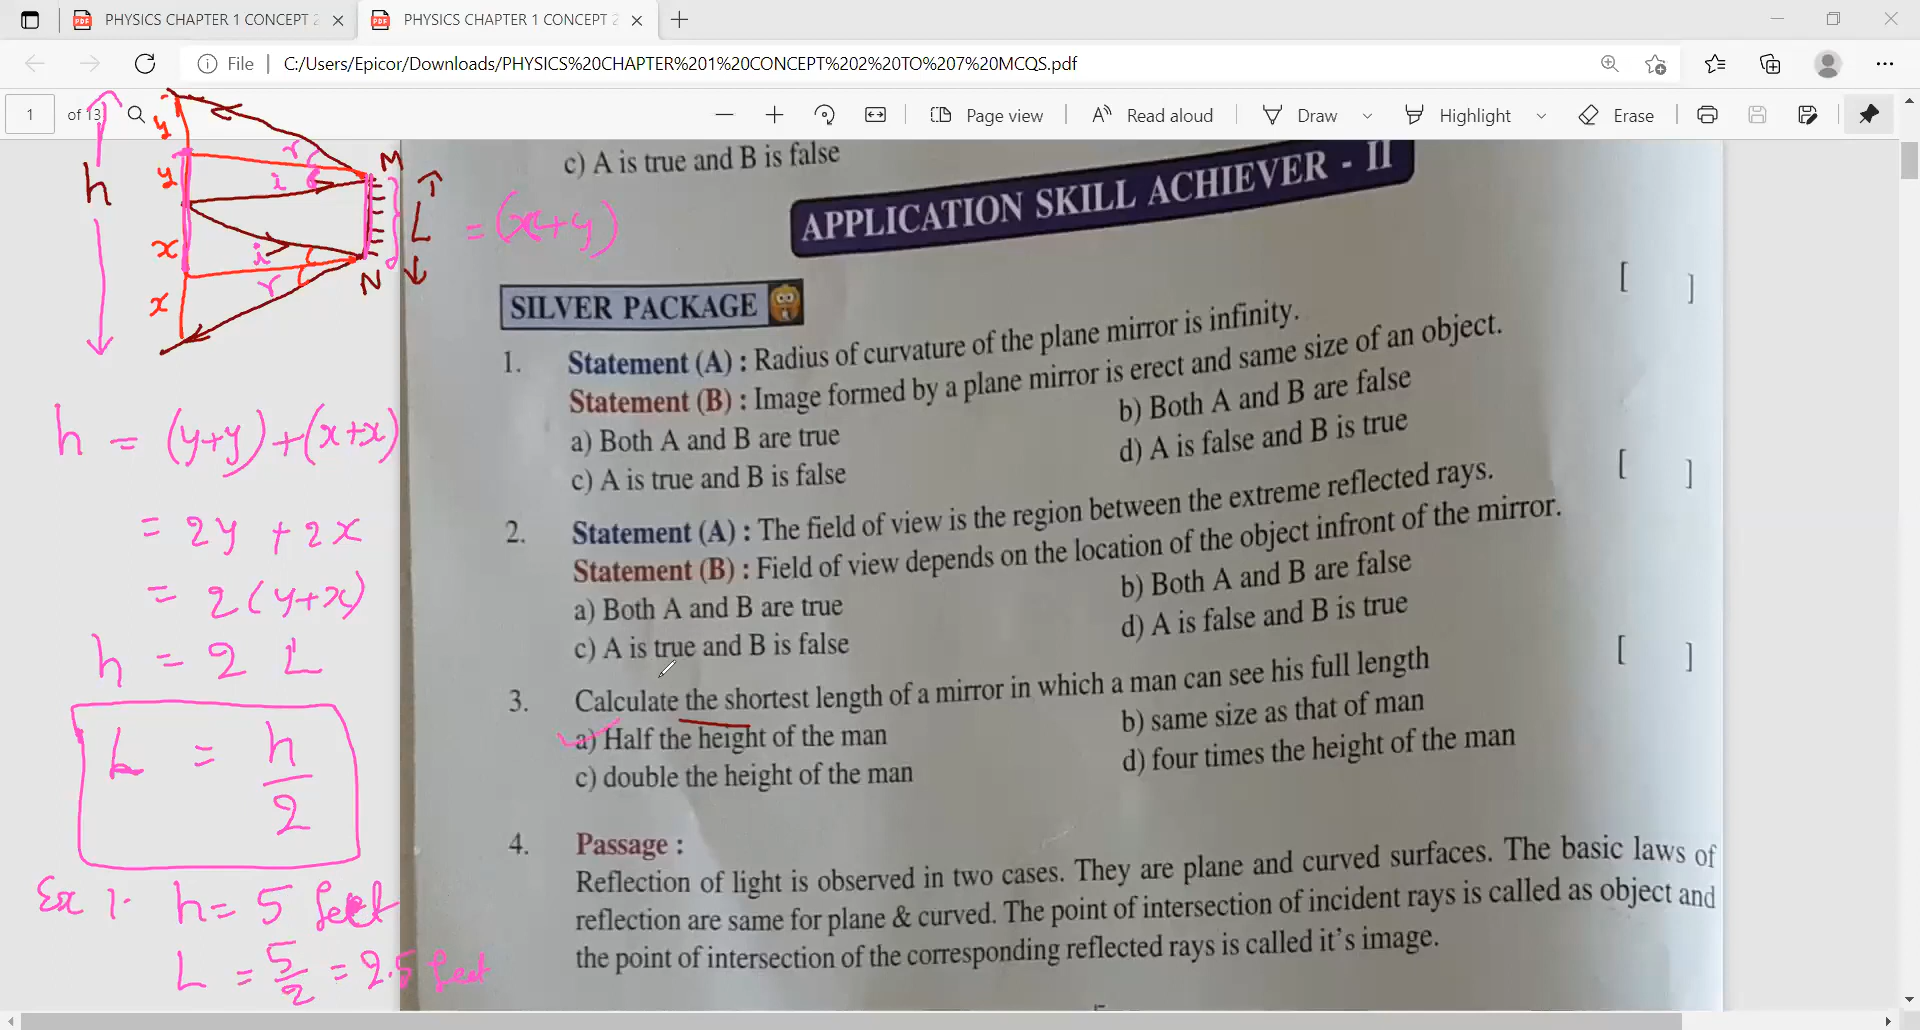 PHYSICS CHAPTER 1 CONCEPT 2
PHYSICS CHAPTER 1 CONCEPT 2
File
C:/Users/Epicor/Downloads/PHYSICS%20CHAPTER%201%20CONCEPT%202%20TO%207%20MCQS.pdf
1 of 13
Page view
Read aloud
Draw
Highlight
Erase
c) A is true and B is false
APPLICATION SKILL ACHIEVER - II
SILVER PACKAGE
[ ]
1. Statement (A) : Radius of curvature of the plane mirror is infinity.
Statement (B) : Image formed by a plane mirror is erect and same size of an object.
a) Both A and B are true
b) Both A and B are false
c) A is true and B is false
d) A is false and B is true
[ ]
2. Statement (A) : The field of view is the region between the extreme reflected rays.
Statement (B) : Field of view depends on the location of the object infront of the mirror.
a) Both A and B are true
b) Both A and B are false
c) A is true and B is false
d) A is false and B is true
[ ]
3. Calculate the shortest length of a mirror in which a man can see his full length
a) Half the height of the man
b) same size as that of man
c) double the height of the man
d) four times the height of the man
4. Passage :
Reflection of light is observed in two cases. They are plane and curved surfaces. The basic laws of
reflection are same for plane & curved. The point of intersection of incident rays is called as object and
the point of intersection of the corresponding reflected rays is called it's image.
h
y
y
x
x
r
i
i
r
M
N
L = (x+y)
h = (y+y)+(x+x)
= 2y + 2x
= 2(y+x)
h = 2 L
L = h/2
Ex 1. h = 5 feet
L = 5/2 = 2.5 feet